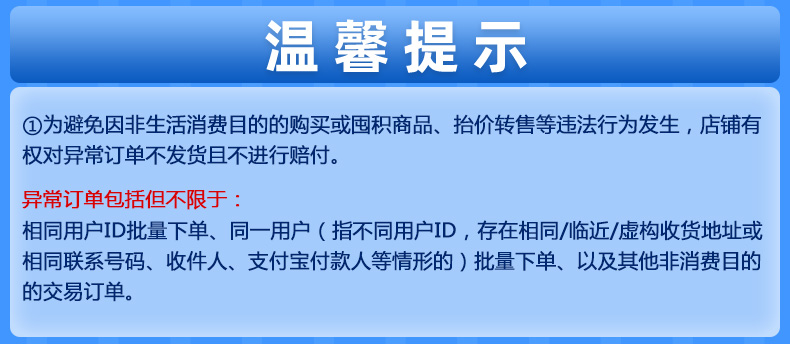 温馨提示
①为避免因非生活消费目的的购买或囤积商品、抬价转售等违法行为发生，店铺有
权对异常订单不发货且不进行赔付。
异常订单包括但不限于：
相同用户ID批量下单、同一用户（指不同用户ID，存在相同/临近/虚构收货地址或
相同联系号码、收件人、支付宝付款人等情形的）批量下单、以及其他非消费目的
的交易订单。